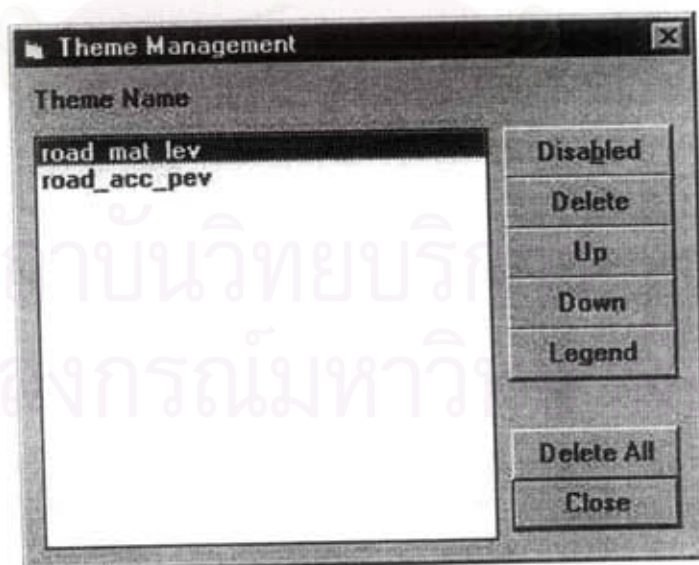 Theme Management
Theme Name
road_mat_lev
road_acc_pev
Disabled
Delete
Up
Down
Legend
Delete All
Close